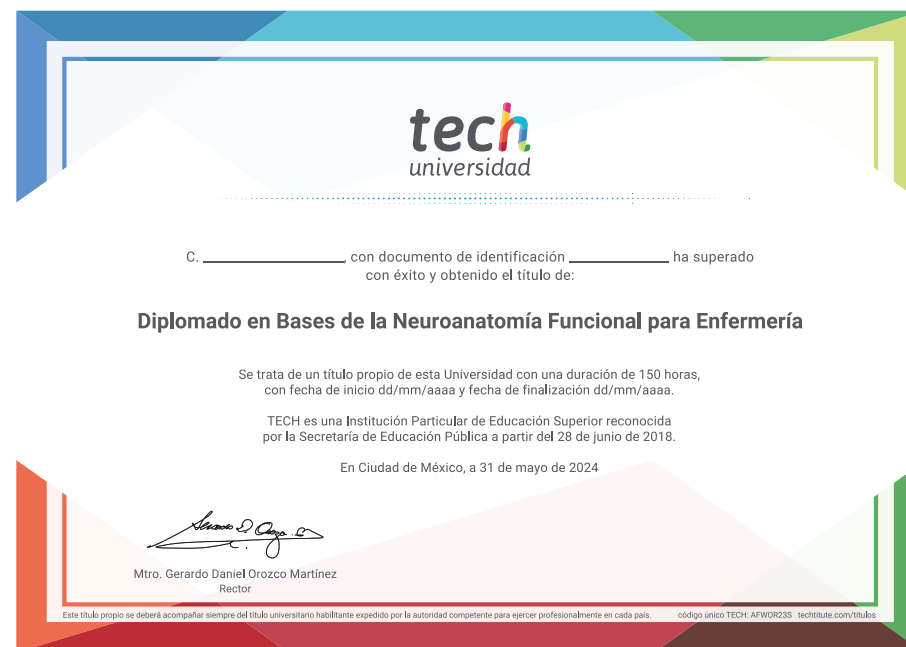 tech
universidad
C. ____________, con documento de identificación ____________ ha superado
con éxito y obtenido el título de:
Diplomado en Bases de la Neuroanatomía Funcional para Enfermería
Se trata de un título propio de esta Universidad con una duración de 150 horas,
con fecha de inicio dd/mm/aaaa y fecha de finalización dd/mm/aaaa.
TECH es una Institución Particular de Educación Superior reconocida
por la Secretaría de Educación Pública a partir del 28 de junio de 2018.
En Ciudad de México, a 31 de mayo de 2024
Mtro. Gerardo Daniel Orozco Martínez
Rector
Este título propio se deberá acompañar siempre del título universitario habilitante expedido por la autoridad competente para ejercer profesionalmente en cada país. código único TECH: AFWOR23S techtitute.com/titulos